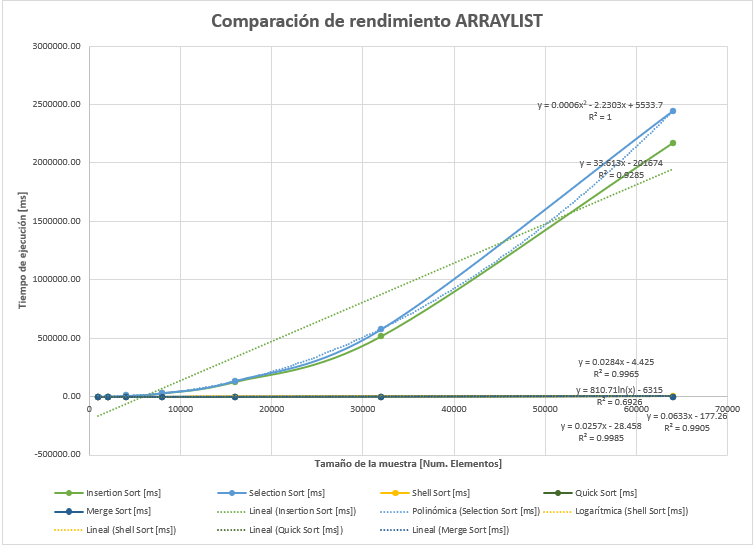 Comparación de rendimiento ARRAYLIST
3000000.00
2500000.00
2000000.00
1500000.00
1000000.00
500000.00
0.00
-500000.00
Tiempo de ejecución [ms]
y = 0.0006x² - 2.2303x + 5533.7
R² = 1
y = 33.613x - 201674
R² = 0.9285
y = 0.0284x - 4.425
R² = 0.9965
y = 810.71ln(x) - 6315
R² = 0.6926
y = 0.0633x - 177.26
R² = 0.9905
y = 0.0257x - 28.458
R² = 0.9985
0 10000 20000 30000 40000 50000 60000 70000
Tamaño de la muestra [Num. Elementos]
Insertion Sort [ms] Selection Sort [ms] Shell Sort [ms] Quick Sort [ms]
Merge Sort [ms] Lineal (Insertion Sort [ms]) Polinómica (Selection Sort [ms]) Logarítmica (Shell Sort [ms])
Lineal (Shell Sort [ms]) Lineal (Quick Sort [ms]) Lineal (Merge Sort [ms])